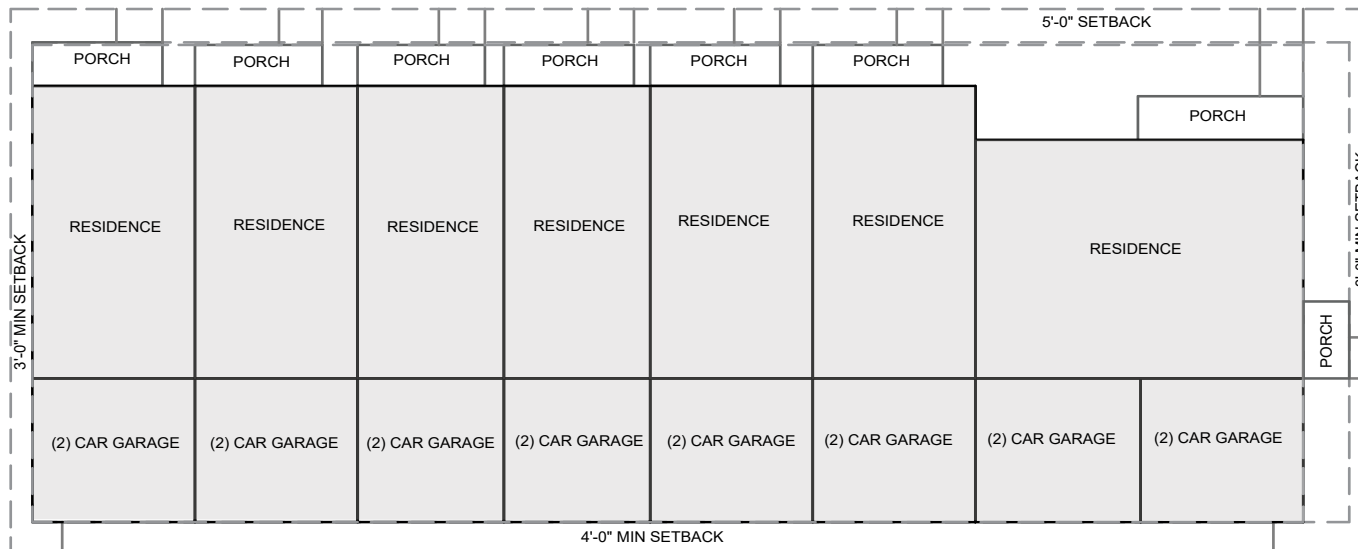 5'-0" SETBACK
PORCH
PORCH
PORCH
PORCH
PORCH
PORCH
PORCH
RESIDENCE
RESIDENCE
RESIDENCE
RESIDENCE
RESIDENCE
RESIDENCE
RESIDENCE
3'-0" MIN SETBACK
MIN SETBACK
PORCH
(2) CAR GARAGE
(2) CAR GARAGE
(2) CAR GARAGE
(2) CAR GARAGE
(2) CAR GARAGE
(2) CAR GARAGE
(2) CAR GARAGE
(2) CAR GARAGE
4'-0" MIN SETBACK